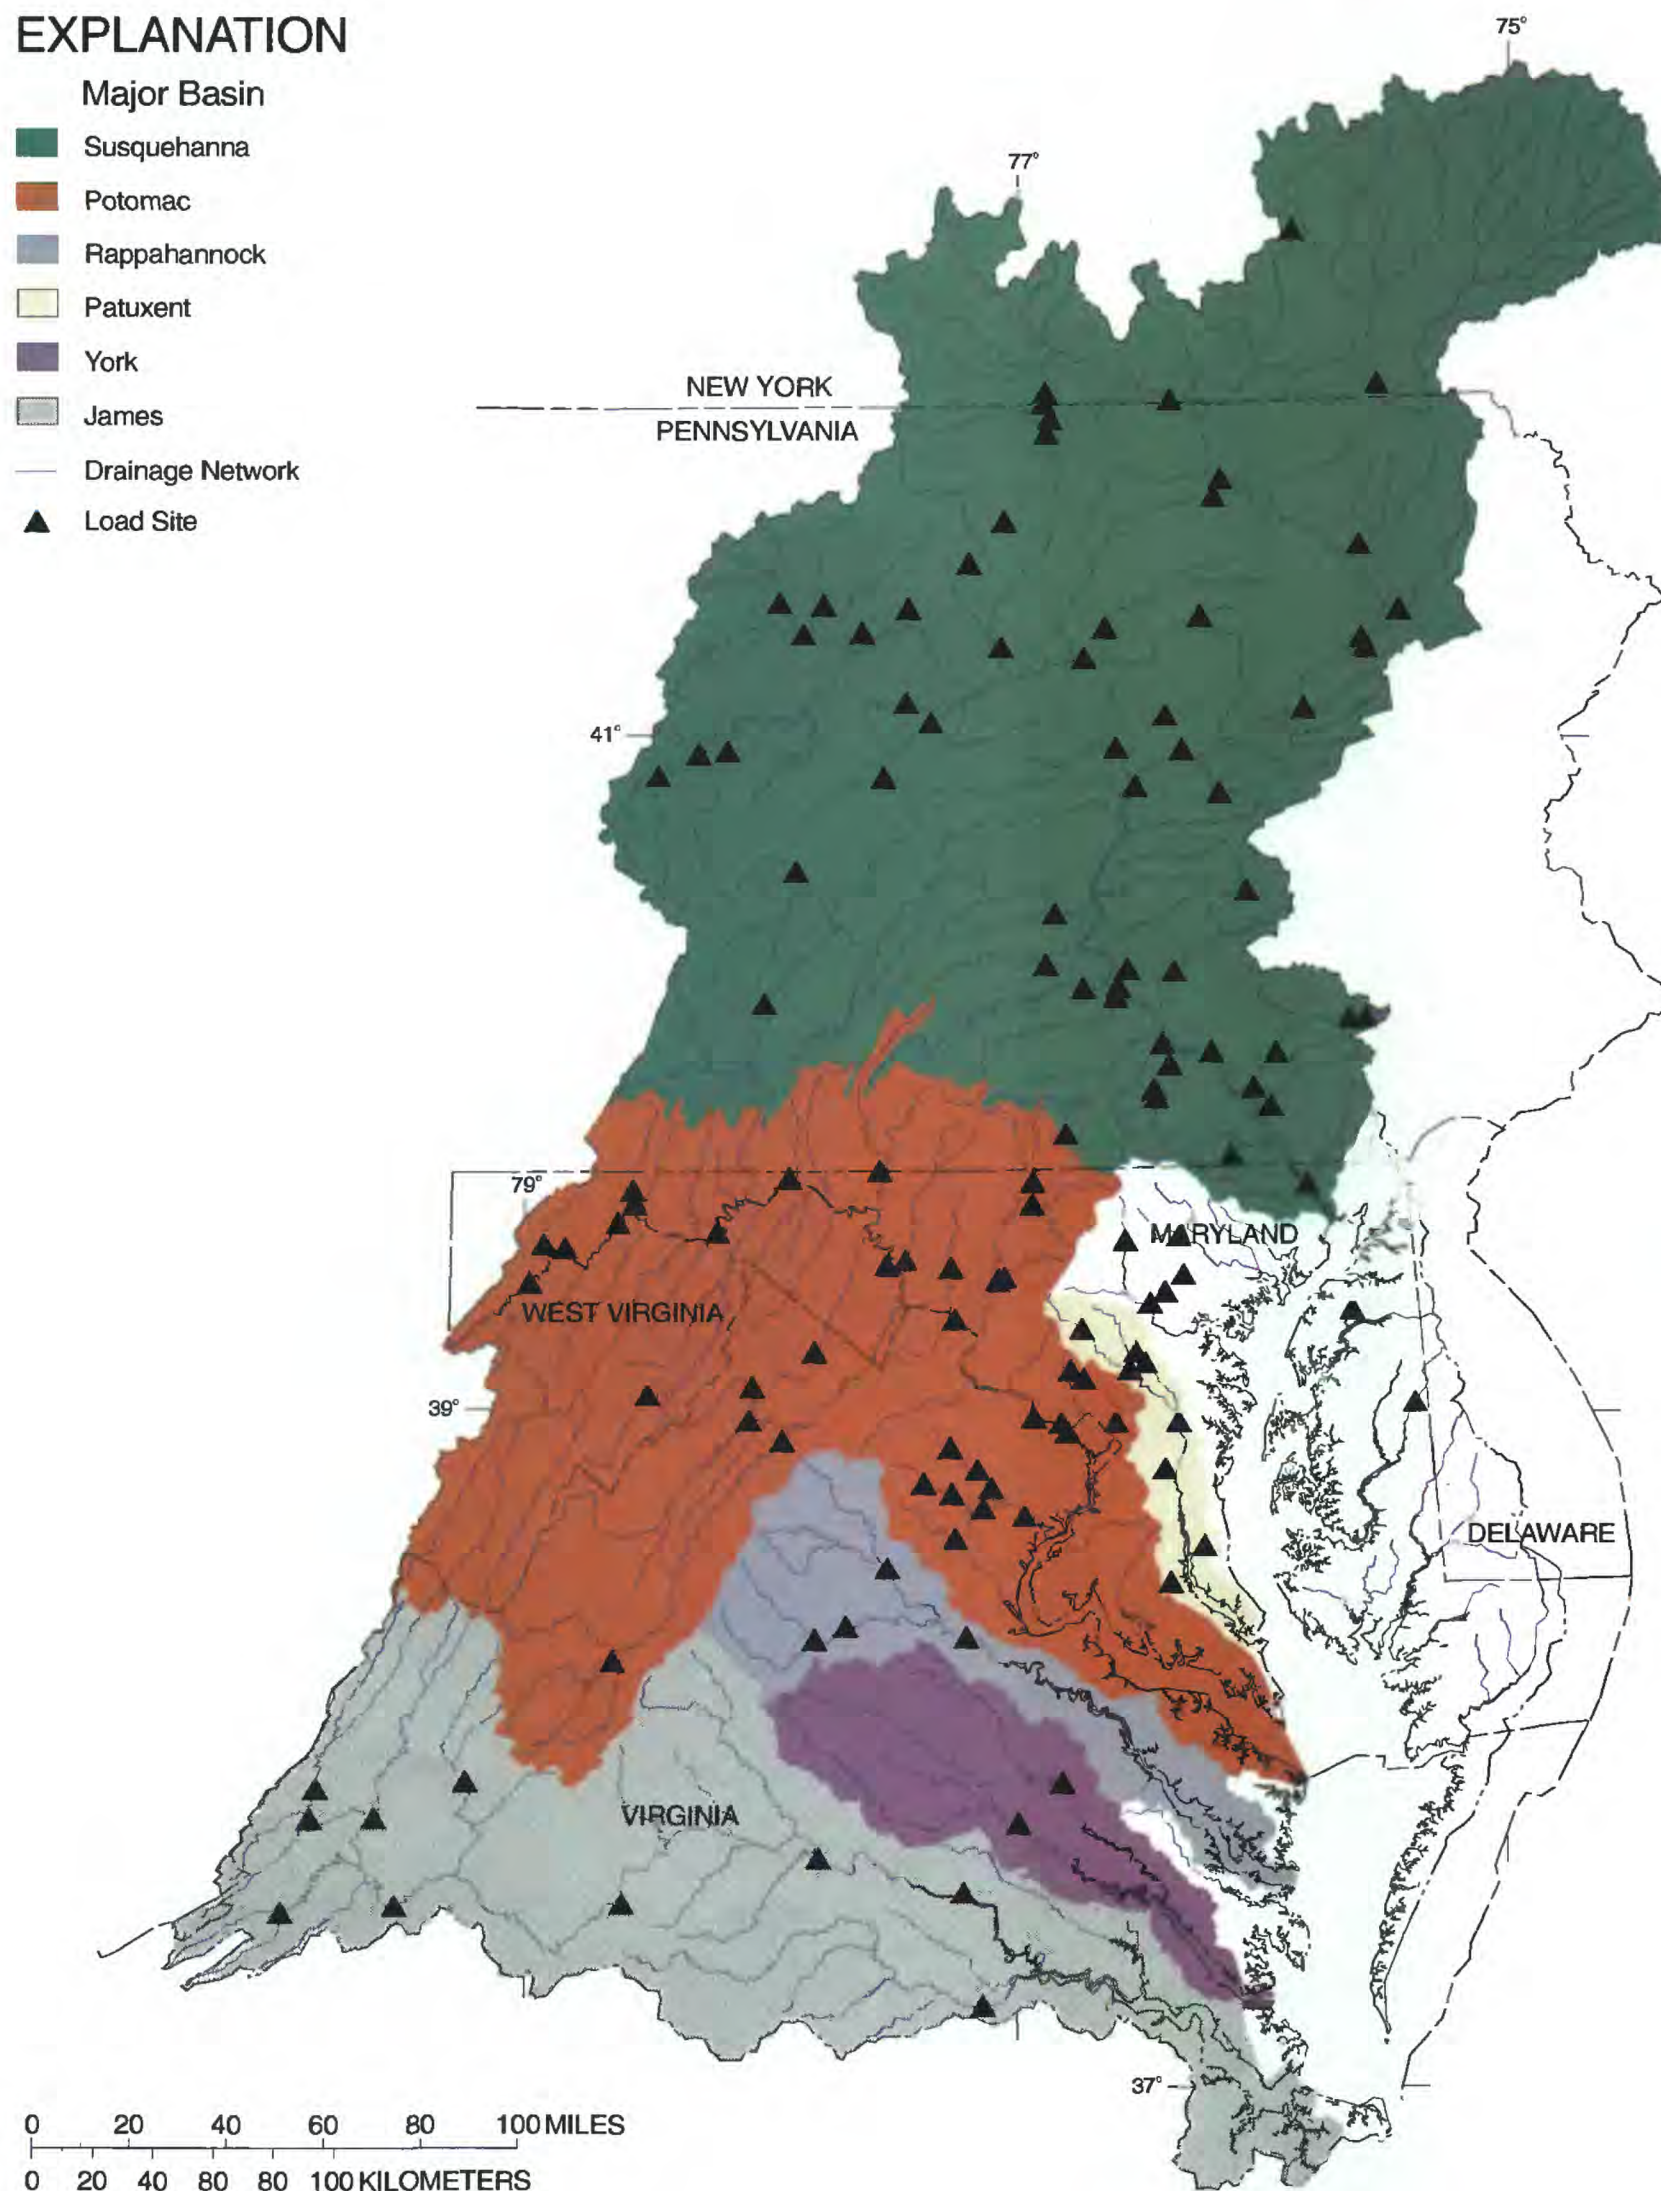 EXPLANATION
Major Basin
Susquehanna
Potomac
Rappahannock
Patuxent
York
James
Drainage Network
Load Site
75°
77°
NEW YORK
PENNSYLVANIA
41°
79°
MARYLAND
WEST VIRGINIA
39°
DELAWARE
VIRGINIA
37°
0 20 40 60 80 100 MILES
0 20 40 80 80 100 KILOMETERS